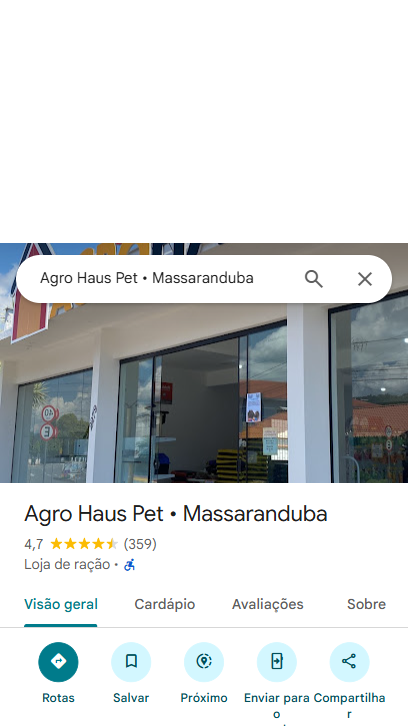 Agro Haus Pet • Massaranduba
40
E
Agro Haus Pet • Massaranduba
4,7 (359)
Loja de ração •
Visão geral Cardápio Avaliações Sobre
Rotas Salvar Próximo Enviar para o Compartilhar